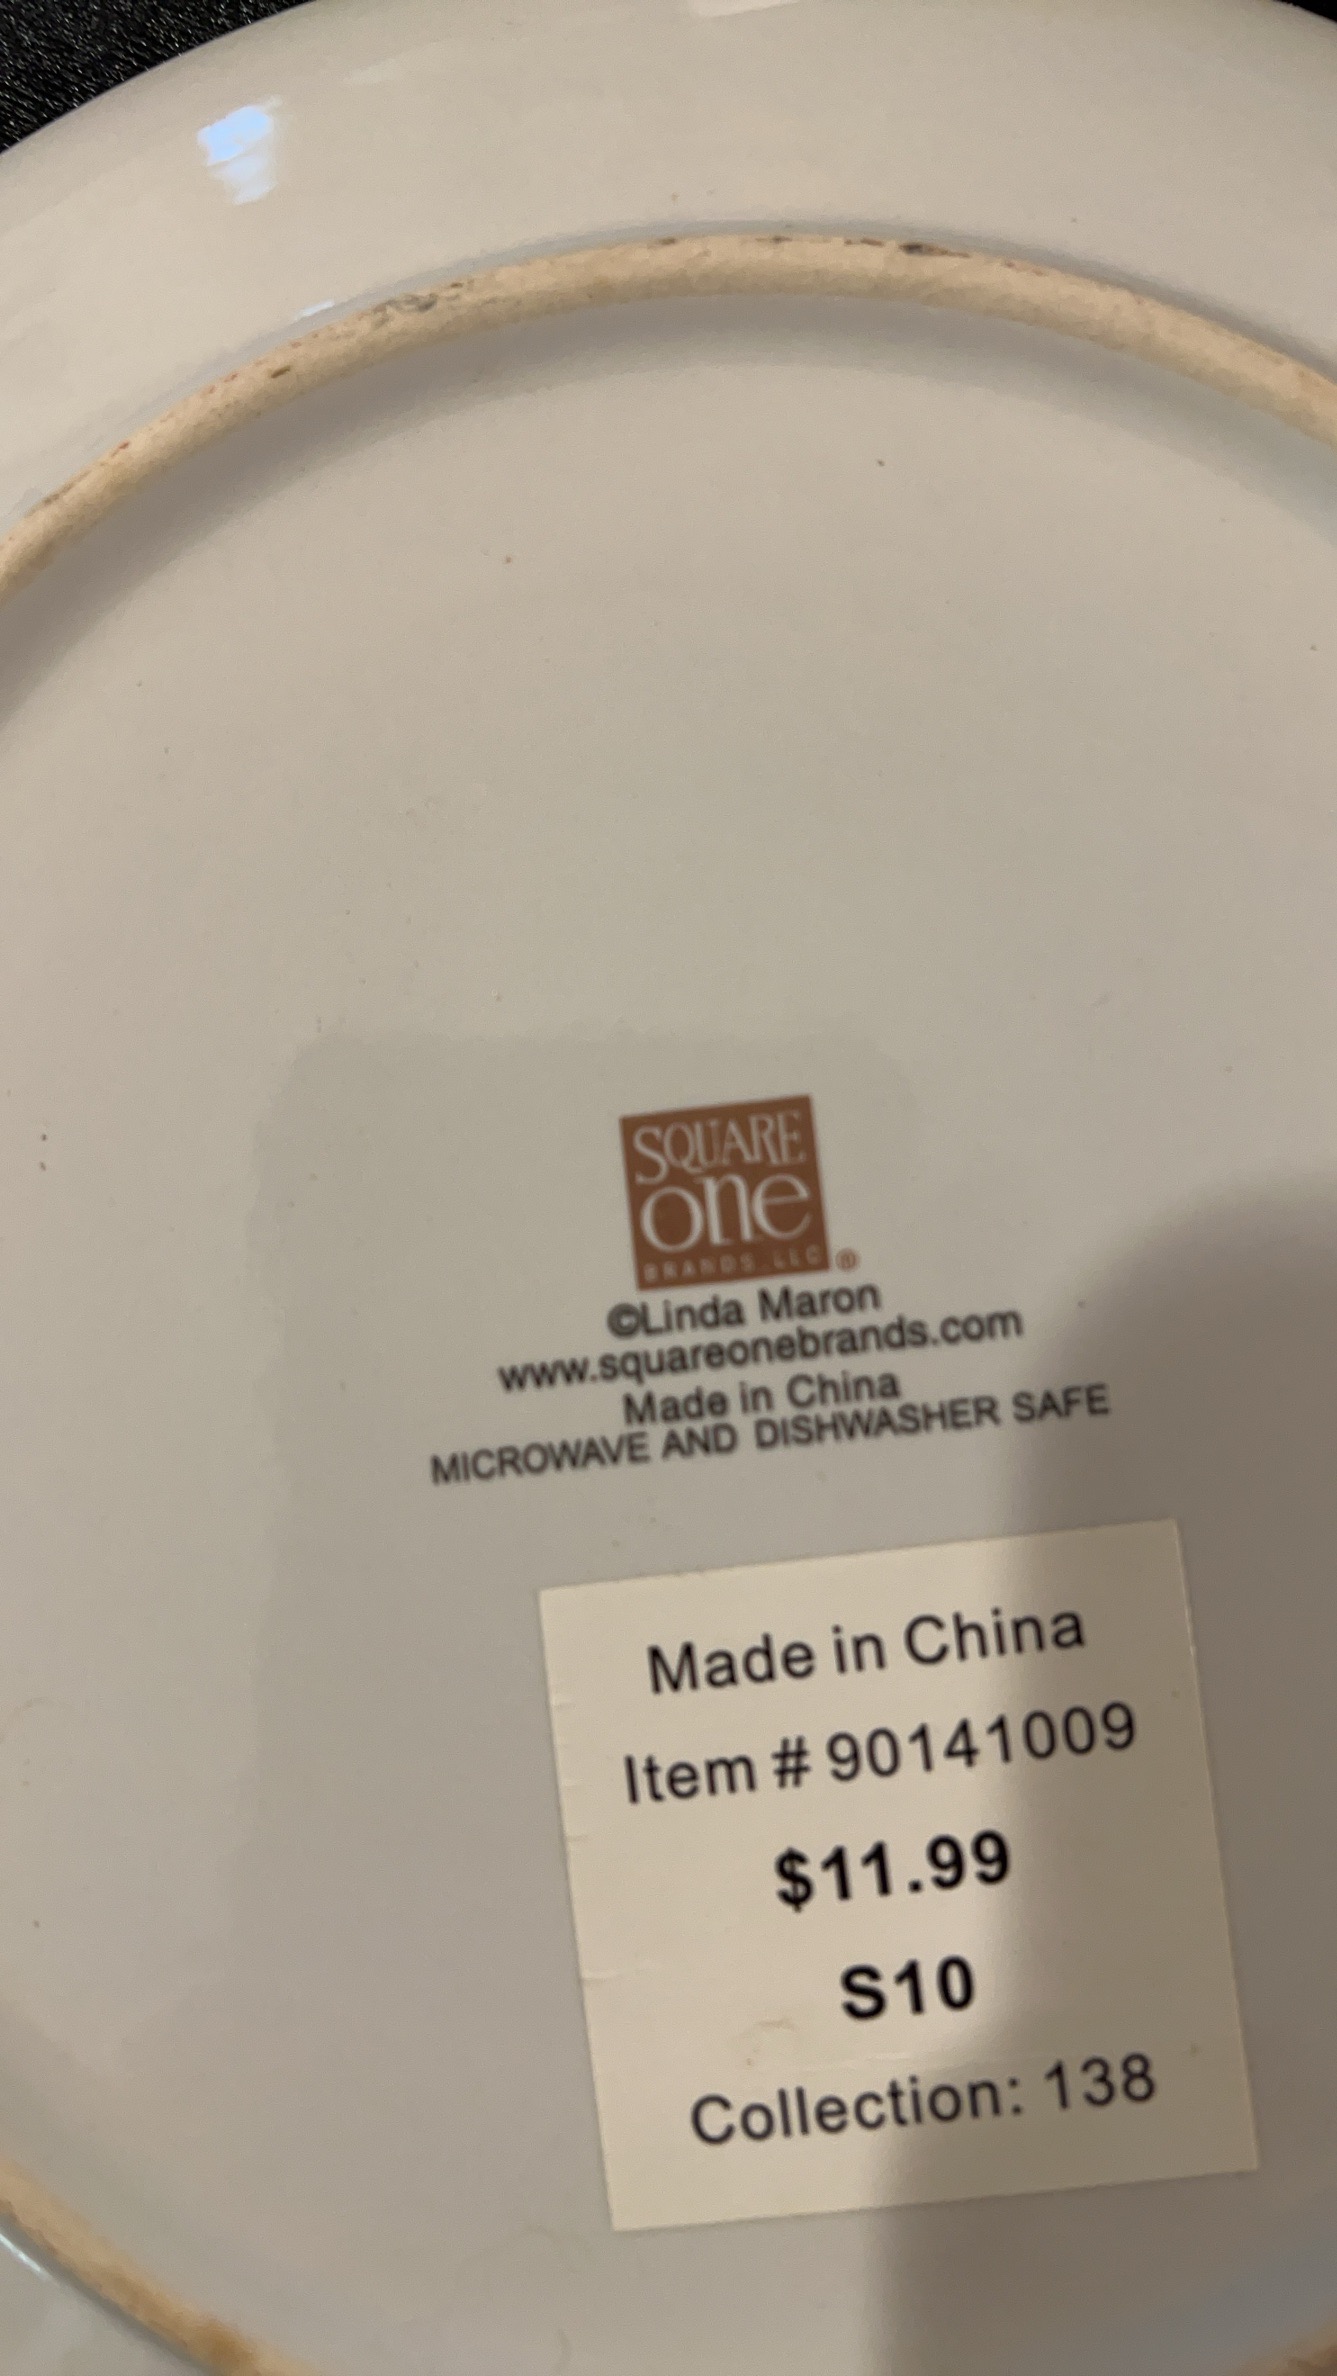 SQUARE
one
BRANDS, LLC ®
©Linda Maron
www.squareonebrands.com
Made in China
MICROWAVE AND DISHWASHER SAFE
Made in China
Item # 90141009
$11.99
S10
Collection: 138